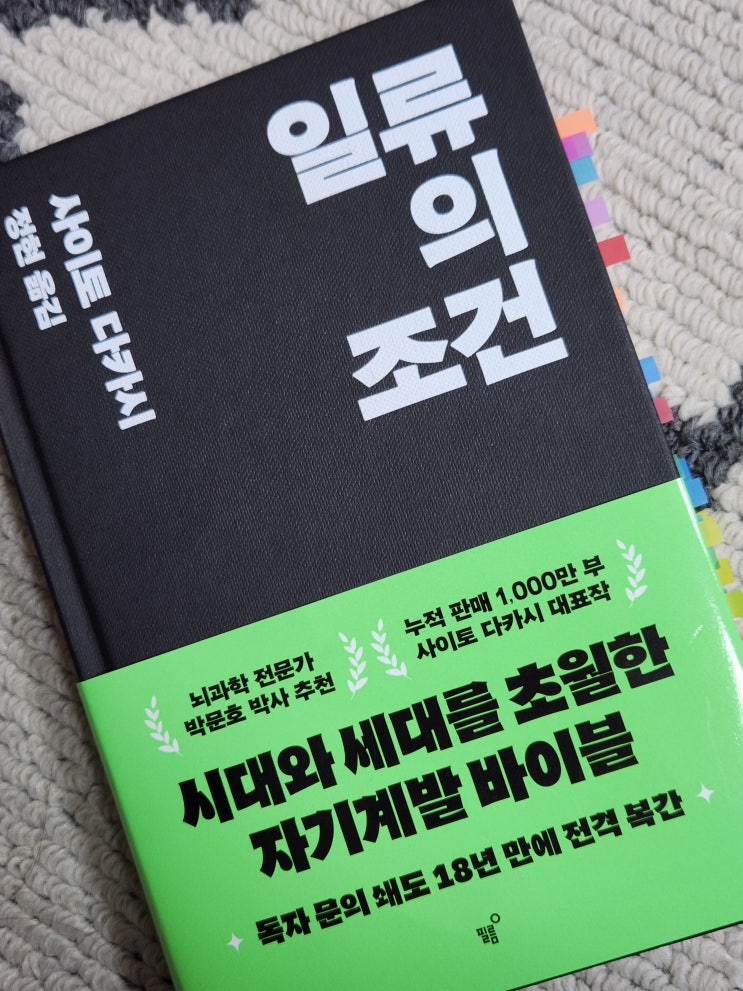 일류
의
조건
사이토 다카시
정현 옮김
뇌과학 전문가
박문호 박사 추천
누적 판매 1,000만 부
사이토 다카시 대표작
시대와 세대를 초월한
자기계발 바이블
독자 문의 쇄도 18년 만에 전격 복간
필름